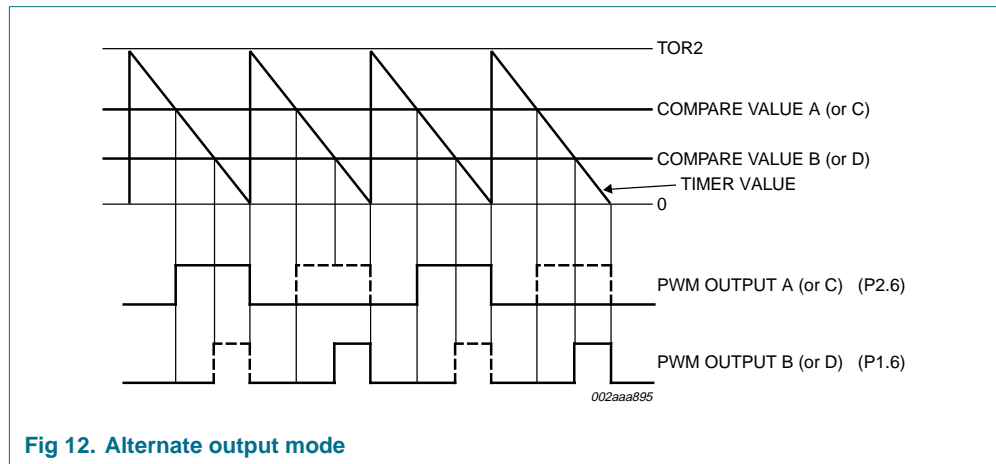 TOR2
COMPARE VALUE A (or C)
COMPARE VALUE B (or D)
TIMER VALUE
0
PWM OUTPUT A (or C) (P2.6)
PWM OUTPUT B (or D) (P1.6)
002aaa895
Fig 12. Alternate output mode